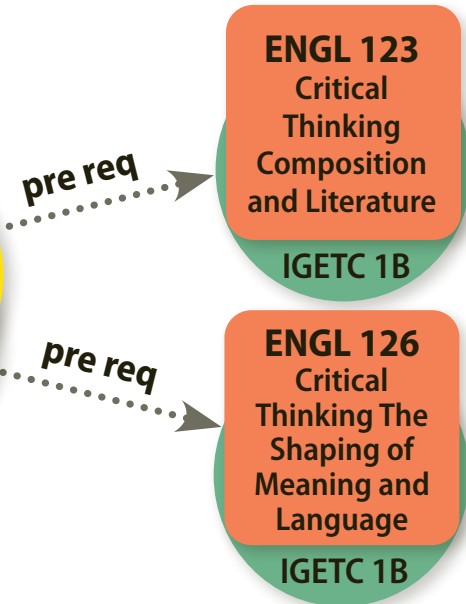 pre req
ENGL 123
Critical
Thinking
Composition
and Literature
IGETC 1B
pre req
ENGL 126
Critical
Thinking The
Shaping of
Meaning and
Language
IGETC 1B